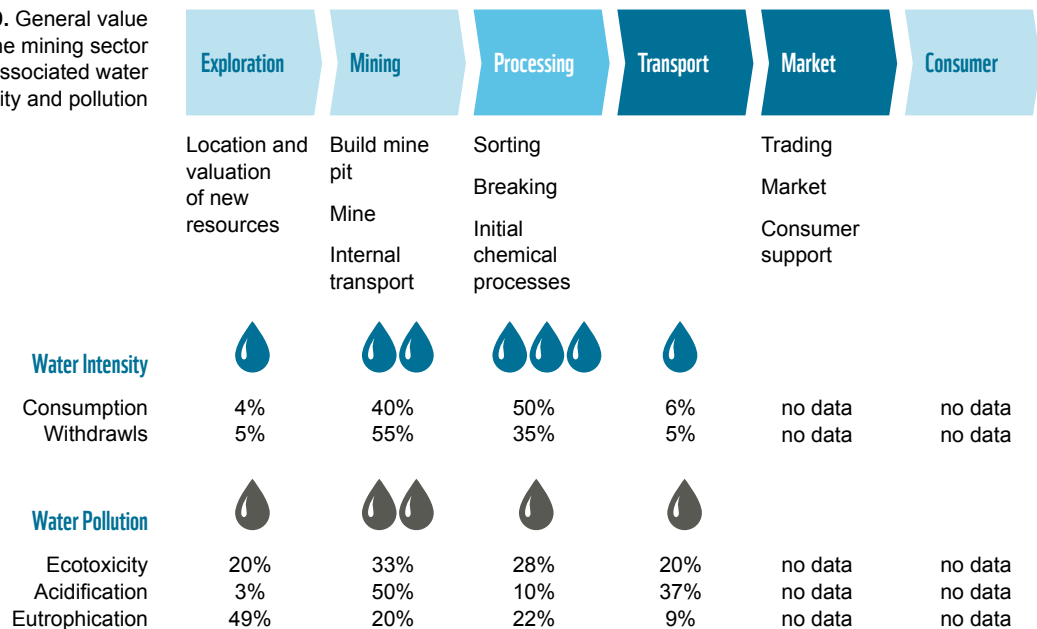 General value
mining sector
associated water
and pollution
Exploration
Mining
Processing
Transport
Market
Consumer
Location and
valuation
of new
resources
Build mine
pit
Mine
Internal
transport
Sorting
Breaking
Initial
chemical
processes
Trading
Market
Consumer
support
Water Intensity
Consumption 4% 40% 50% 6% no data no data
Withdrawls 5% 55% 35% 5% no data no data
Water Pollution
Ecotoxicity 20% 33% 28% 20% no data no data
Acidification 3% 50% 10% 37% no data no data
Eutrophication 49% 20% 22% 9% no data no data